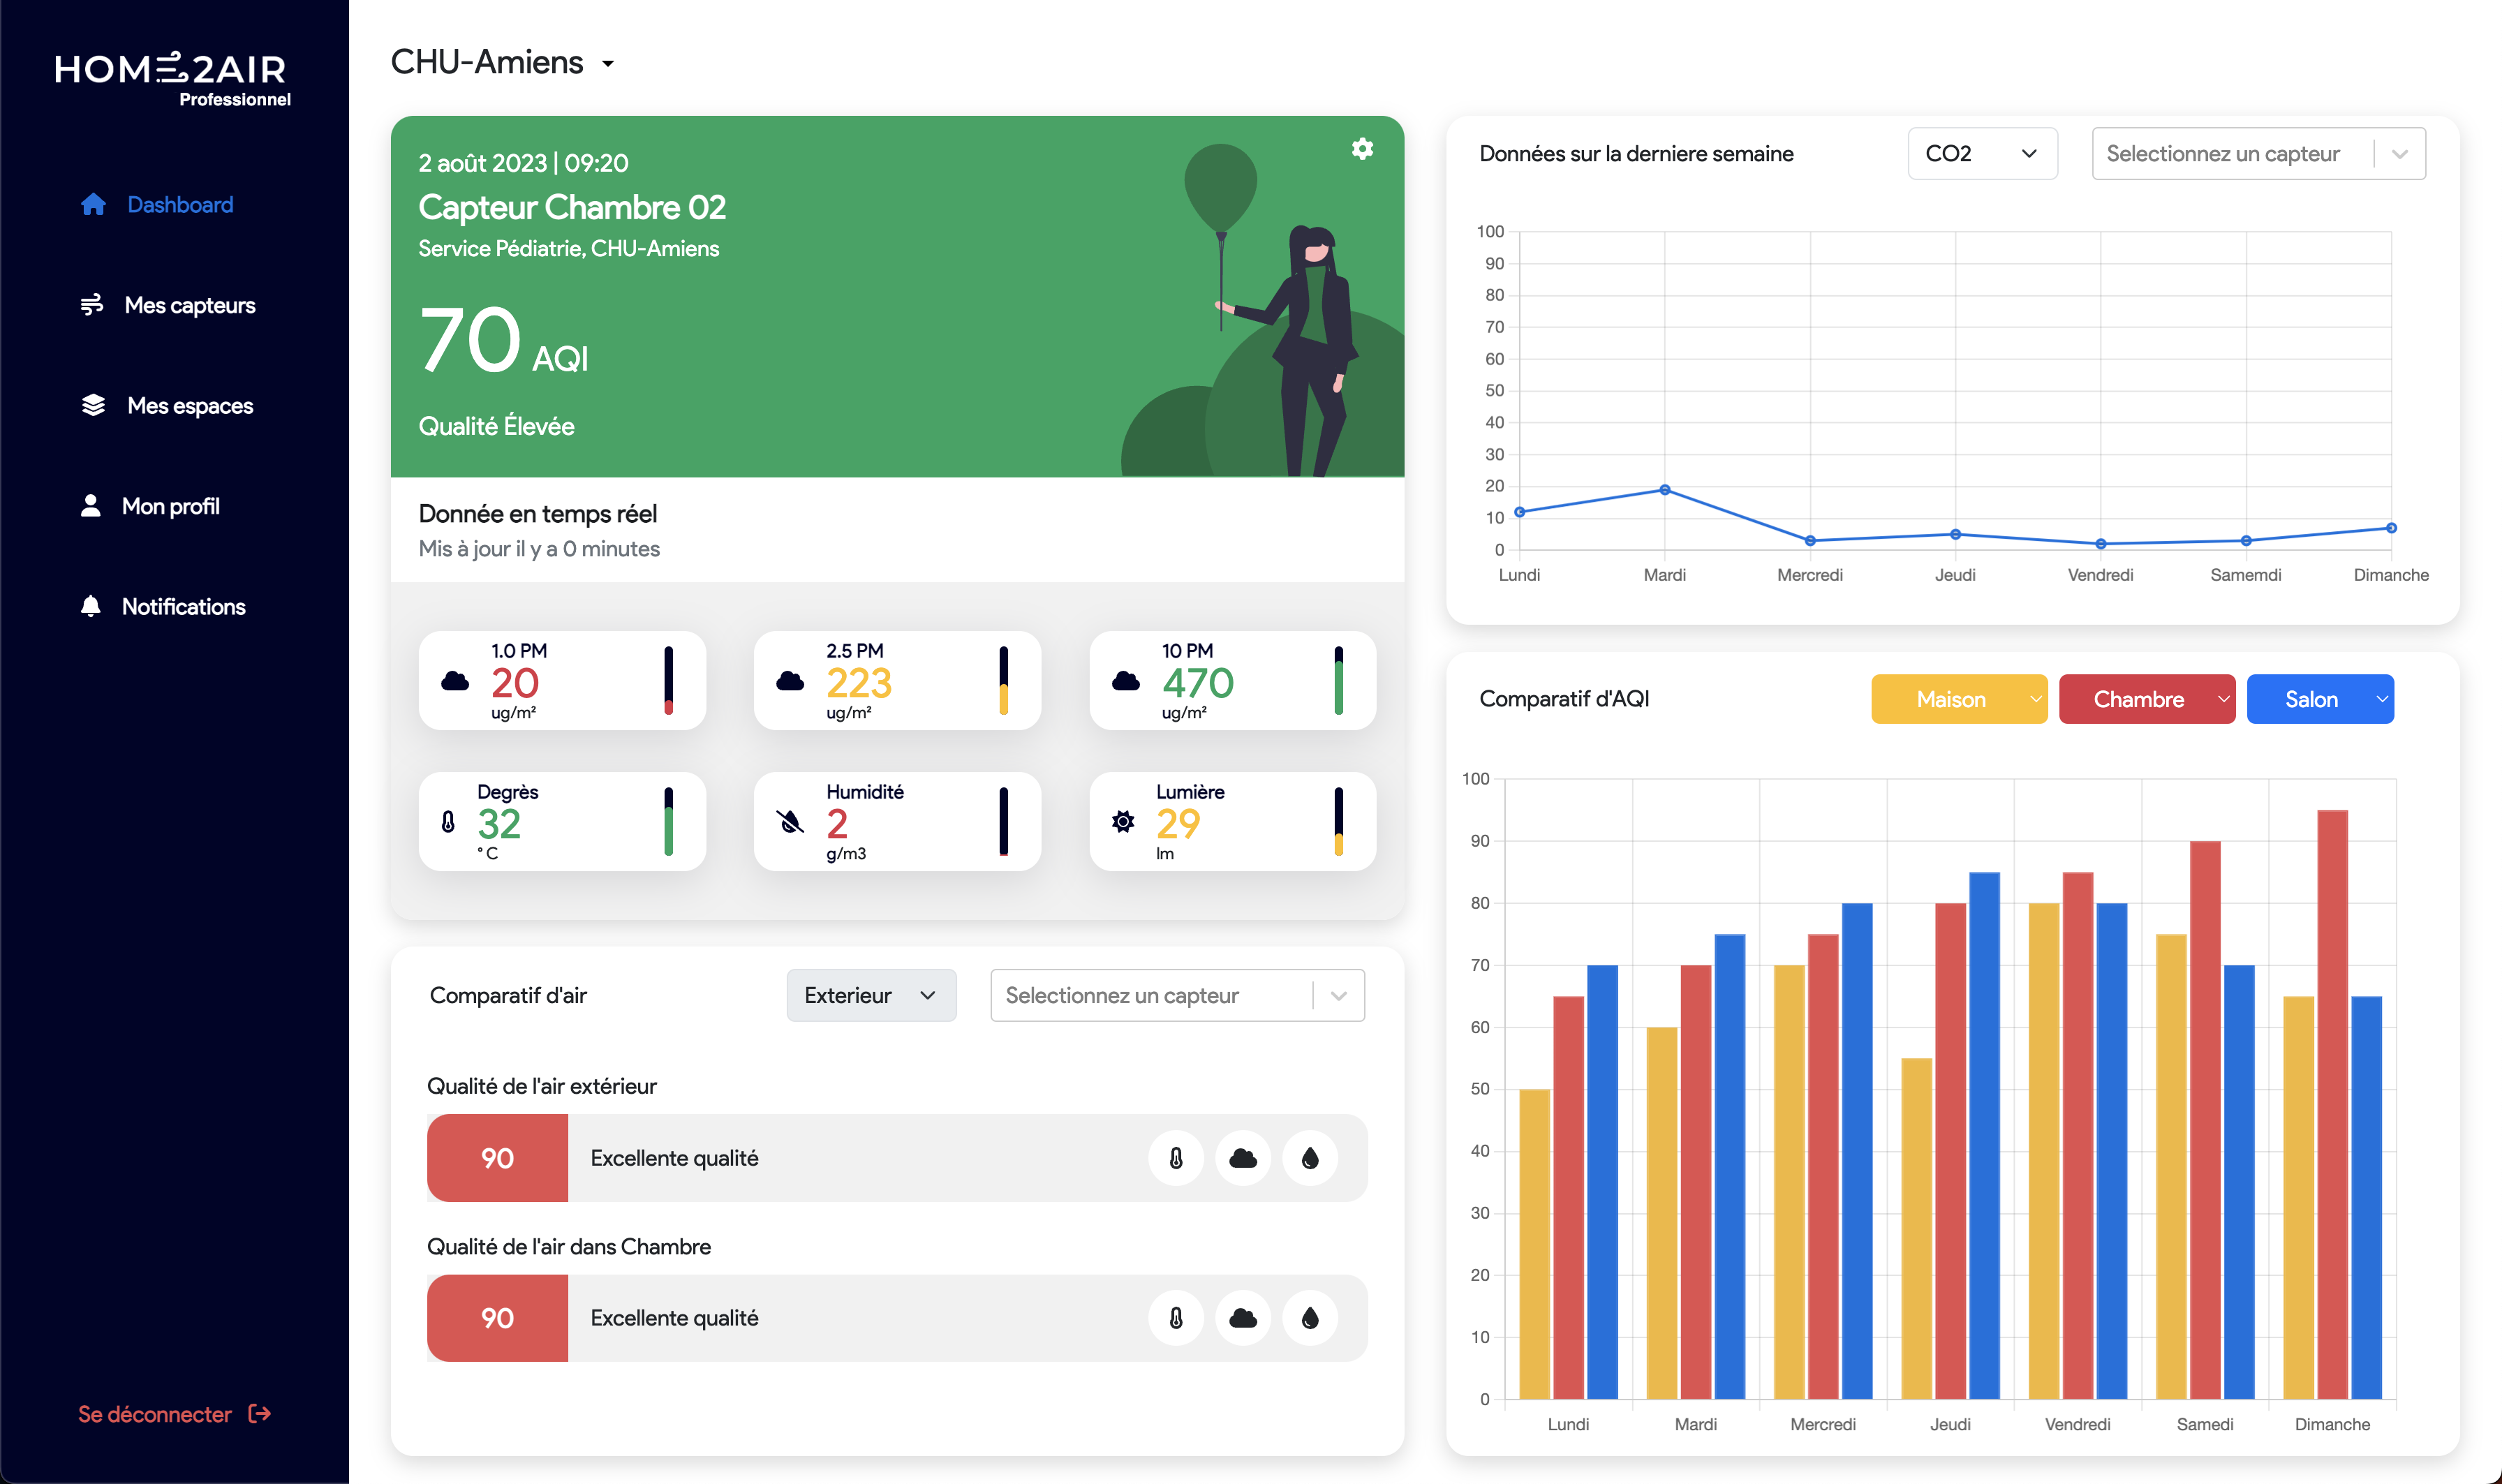 HOME2AIR
Professionnel
Dashboard
Mes capteurs
Mes espaces
Mon profil
Notifications
Se déconnecter
CHU-Amiens
2 août 2023 | 09:20
Capteur Chambre 02
Service Pédiatrie, CHU-Amiens
70 AQI
Qualité Élevée
Donnée en temps réel
Mis à jour il y a 0 minutes
1.0 PM
20
ug/m²
2.5 PM
223
ug/m²
10 PM
470
ug/m²
Degrès
32
° C
Humidité
2
g/m3
Lumière
29
lm
Comparatif d'air
Exterieur
Selectionnez un capteur
Qualité de l'air extérieur
90 Excellente qualité
Qualité de l'air dans Chambre
90 Excellente qualité
Données sur la derniere semaine
CO2
Selectionnez un capteur
100
90
80
70
60
50
40
30
20
10
0
Lundi Mardi Mercredi Jeudi Vendredi Samemdi Dimanche
Comparatif d'AQI
Maison
Chambre
Salon
100
90
80
70
60
50
40
30
20
10
0
Lundi Mardi Mercredi Jeudi Vendredi Samedi Dimanche